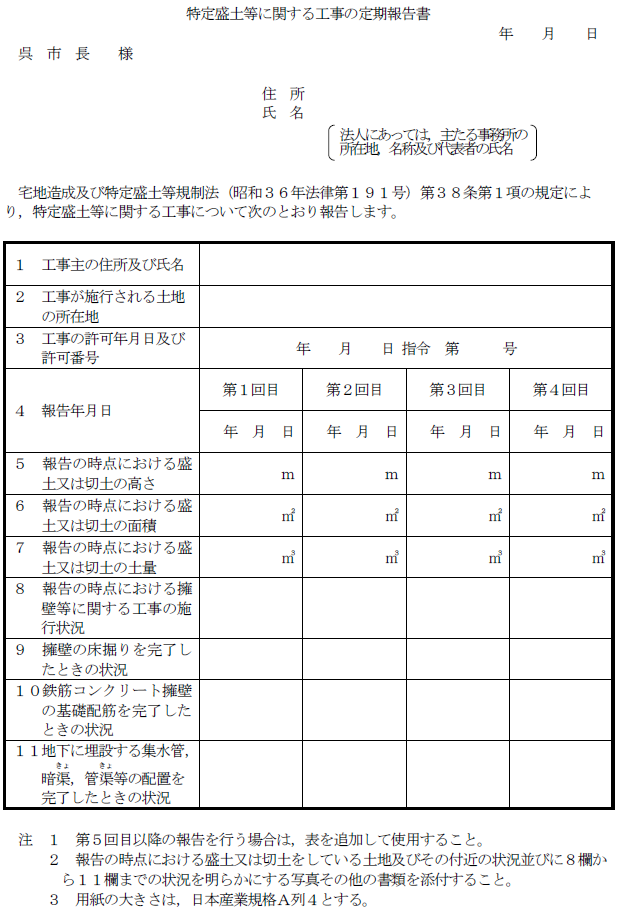 特定盛土等に関する工事の定期報告書
年　　月　　日
呉　市　長　　様
住　所
氏　名
法人にあっては，主たる事務所の
所在地，名称及び代表者の氏名
宅地造成及び特定盛土等規制法（昭和３６年法律第１９１号）第３８条第１項の規定によ
り，特定盛土等に関する工事について次のとおり報告します。
１　工事主の住所及び氏名
２　工事が施行される土地
の所在地
３　工事の許可年月日及び
許可番号
年　　月　　日 指令　第　　　号
４　報告年月日
第１回目　第２回目　第３回目　第４回目
年　月　日　年　月　日　年　月　日　年　月　日
５　報告の時点における盛
土又は切土の高さ
ｍ　ｍ　ｍ　ｍ
６　報告の時点における盛
土又は切土の面積
㎡　㎡　㎡　㎡
７　報告の時点における盛
土又は切土の土量
㎥　㎥　㎥　㎥
８　報告の時点における擁
壁等に関する工事の施
行状況
９　擁壁の床掘りを完了し
たときの状況
１０鉄筋コンクリート擁壁
の基礎配筋を完了した
ときの状況
１１地下に埋設する集水管，
きょ　きょ
暗渠，管渠等の配置を
完了したときの状況
注　１　第５回目以降の報告を行う場合は，表を追加して使用すること。
２　報告の時点における盛土又は切土をしている土地及びその付近の状況並びに８欄か
ら１１欄までの状況を明らかにする写真その他の書類を添付すること。
３　用紙の大きさは，日本産業規格Ａ列４とする。